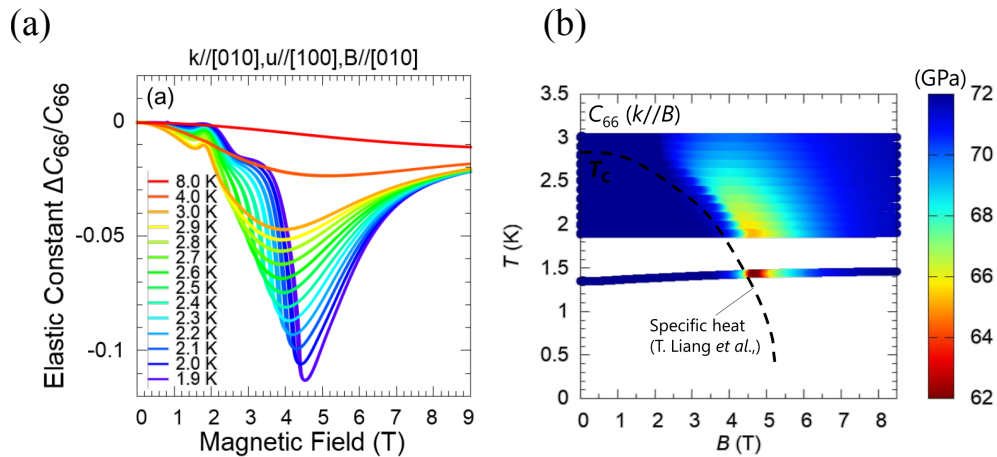 (a)
k//[010],u//[100],B//[010]
(a)
Elastic Constant ΔC66/C66
0
-0.05
-0.1
8.0 K
4.0 K
3.0 K
2.9 K
2.8 K
2.7 K
2.6 K
2.5 K
2.4 K
2.3 K
2.2 K
2.1 K
2.0 K
1.9 K
0 1 2 3 4 5 6 7 8 9
Magnetic Field (T)
(b)
(GPa)
C66 (k//B)
TC
T (K)
3.5
3
2.5
2
1.5
1
0.5
0
Specific heat
(T. Liang et al.,)
0 1 2 3 4 5 6 7 8
B (T)
72
70
68
66
64
62